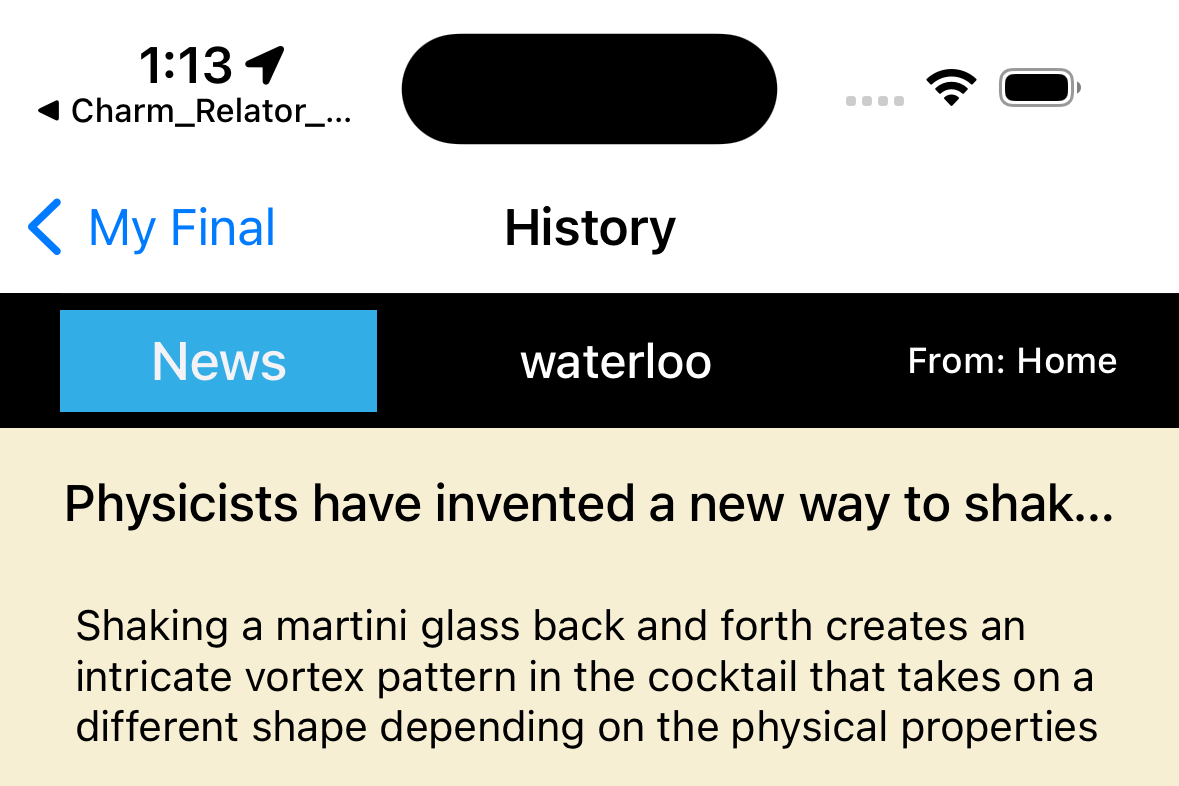 1:13
Charm_Relator_...
My Final
History
News
waterloo
From: Home
Physicists have invented a new way to shak...
Shaking a martini glass back and forth creates an
intricate vortex pattern in the cocktail that takes on a
different shape depending on the physical properties